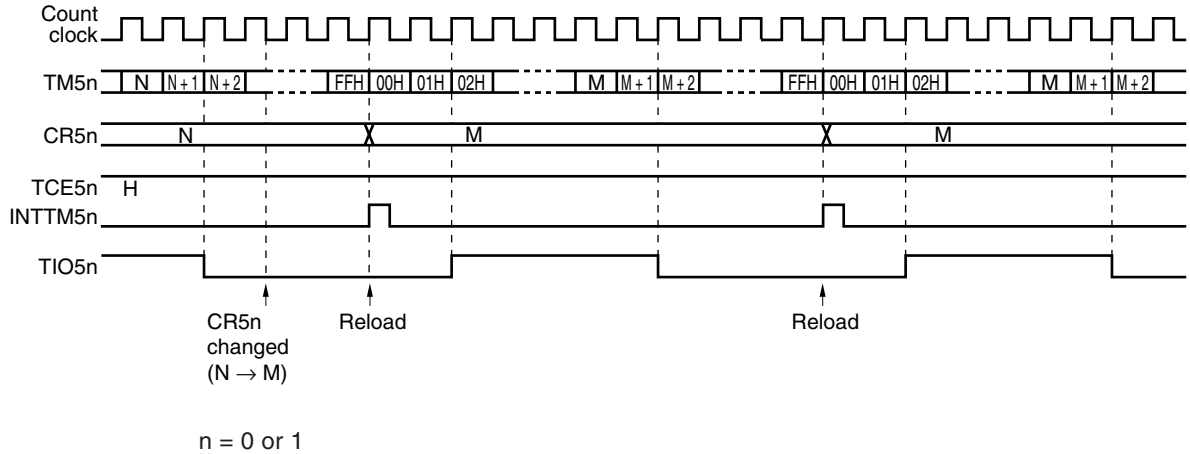 Count
clock
TM5n N N + 1 N + 2 FFH 00H 01H 02H M M + 1 M + 2 FFH 00H 01H 02H M M + 1 M + 2
CR5n N M M
TCE5n H
INTTM5n
TIO5n
CR5n
changed
(N → M)
Reload
Reload
n = 0 or 1